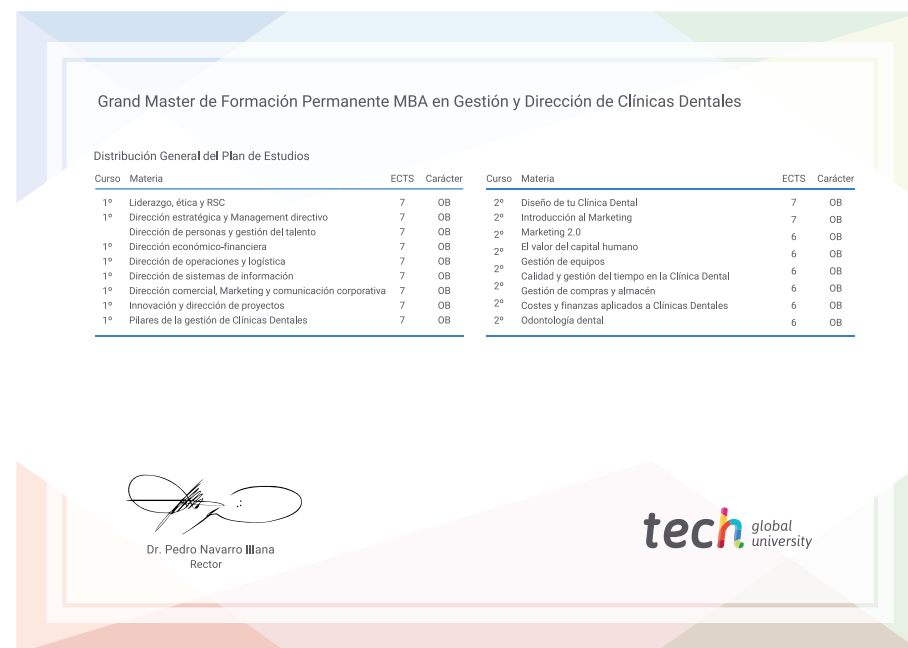 Grand Master de Formación Permanente MBA en Gestión y Dirección de Clínicas Dentales
Distribución General del Plan de Estudios
Curso Materia ECTS Carácter
1º Liderazgo, ética y RSC 7 OB
1º Dirección estratégica y Management directivo 7 OB
Dirección de personas y gestión del talento 7 OB
1º Dirección económico-financiera 7 OB
1º Dirección de operaciones y logística 7 OB
1º Dirección de sistemas de información 7 OB
1º Dirección comercial, Marketing y comunicación corporativa 7 OB
1º Innovación y dirección de proyectos 7 OB
1º Pilares de la gestión de Clínicas Dentales 7 OB
Curso Materia ECTS Carácter
2º Diseño de tu Clínica Dental 7 OB
2º Introducción al Marketing 7 OB
2º Marketing 2.0 6 OB
2º El valor del capital humano 6 OB
2º Gestión de equipos 6 OB
Calidad y gestión del tiempo en la Clínica Dental
2º Gestión de compras y almacén 6 OB
2º Costes y finanzas aplicados a Clínicas Dentales 6 OB
2º Odontología dental 6 OB
Dr. Pedro Navarro Illana
Rector
tech global
university